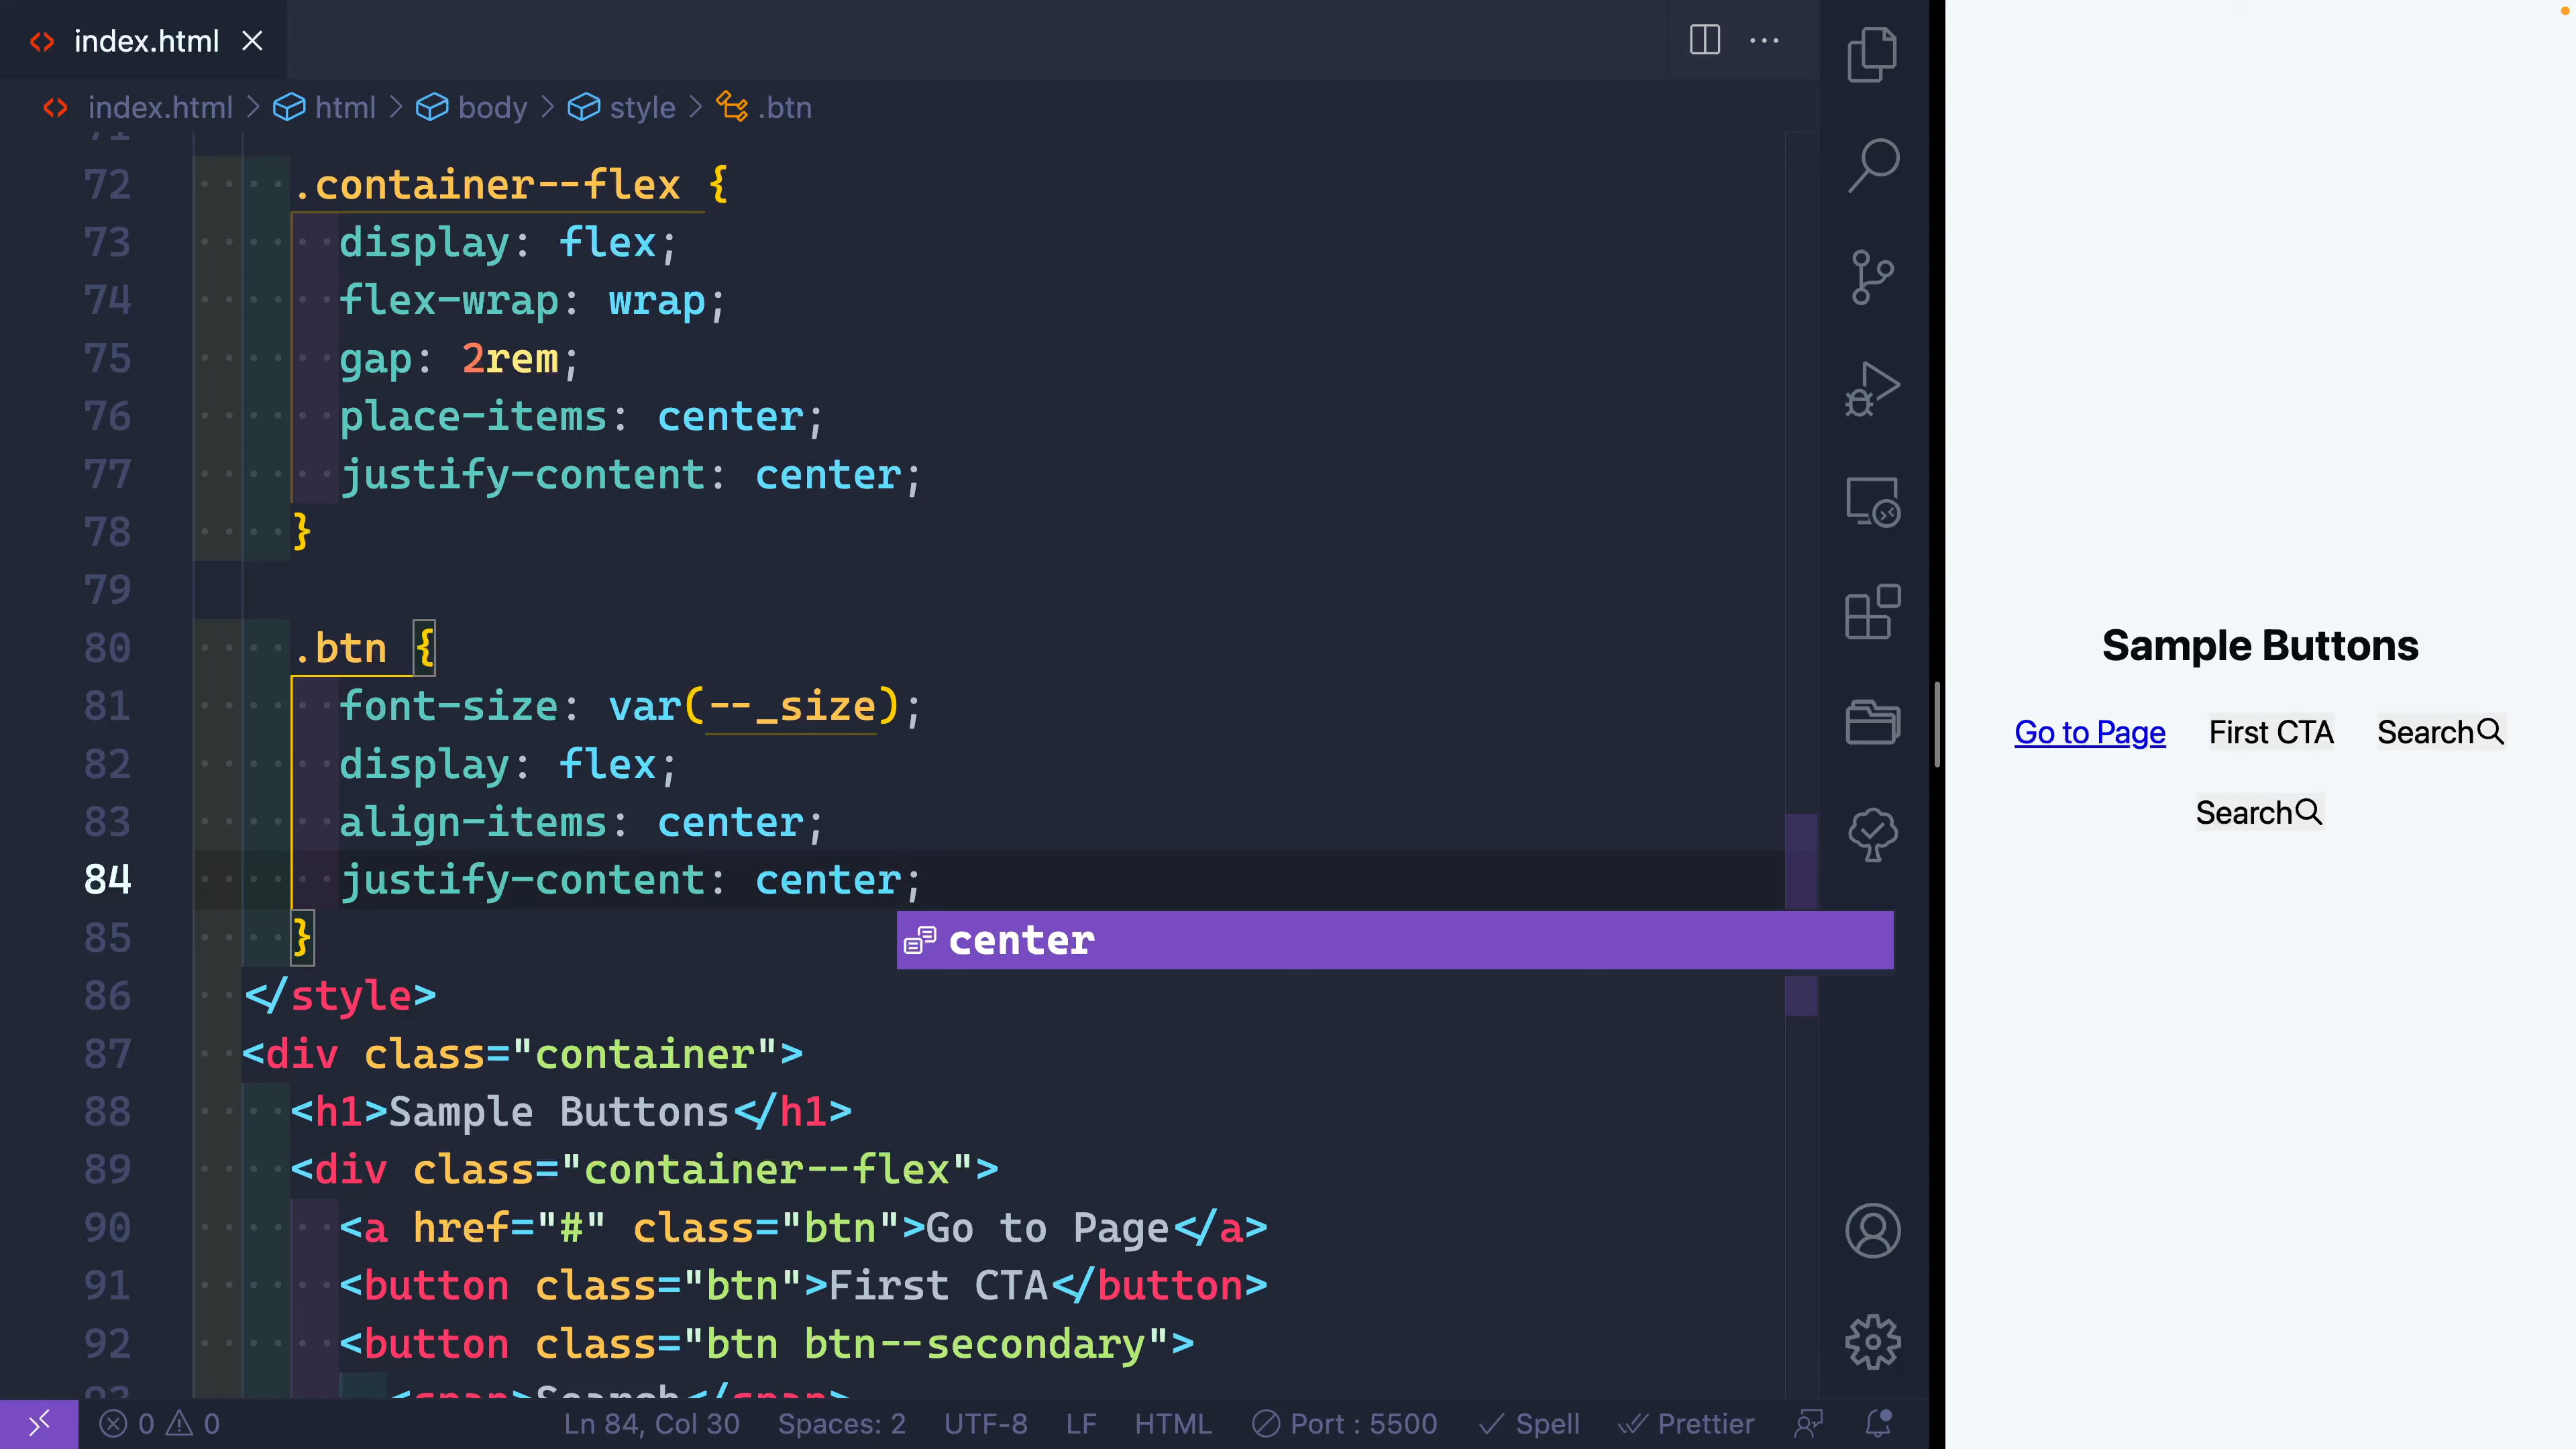 index.html
index.html > html > body > style > .btn
71
72 .container--flex {
73 display: flex;
74 flex-wrap: wrap;
75 gap: 2rem;
76 place-items: center;
77 justify-content: center;
78 }
79
80 .btn {
81 font-size: var(--_size);
82 display: flex;
83 align-items: center;
84 justify-content: center;
center
85 }
86 </style>
87 <div class="container">
88 <h1>Sample Buttons</h1>
89 <div class="container--flex">
90 <a href="#" class="btn">Go to Page</a>
91 <button class="btn">First CTA</button>
92 <button class="btn btn--secondary">
93 <span>Search</span>
0 0 Ln 84, Col 30 Spaces: 2 UTF-8 LF HTML Port : 5500 Spell Prettier
Sample Buttons
Go to Page First CTA Search
Search